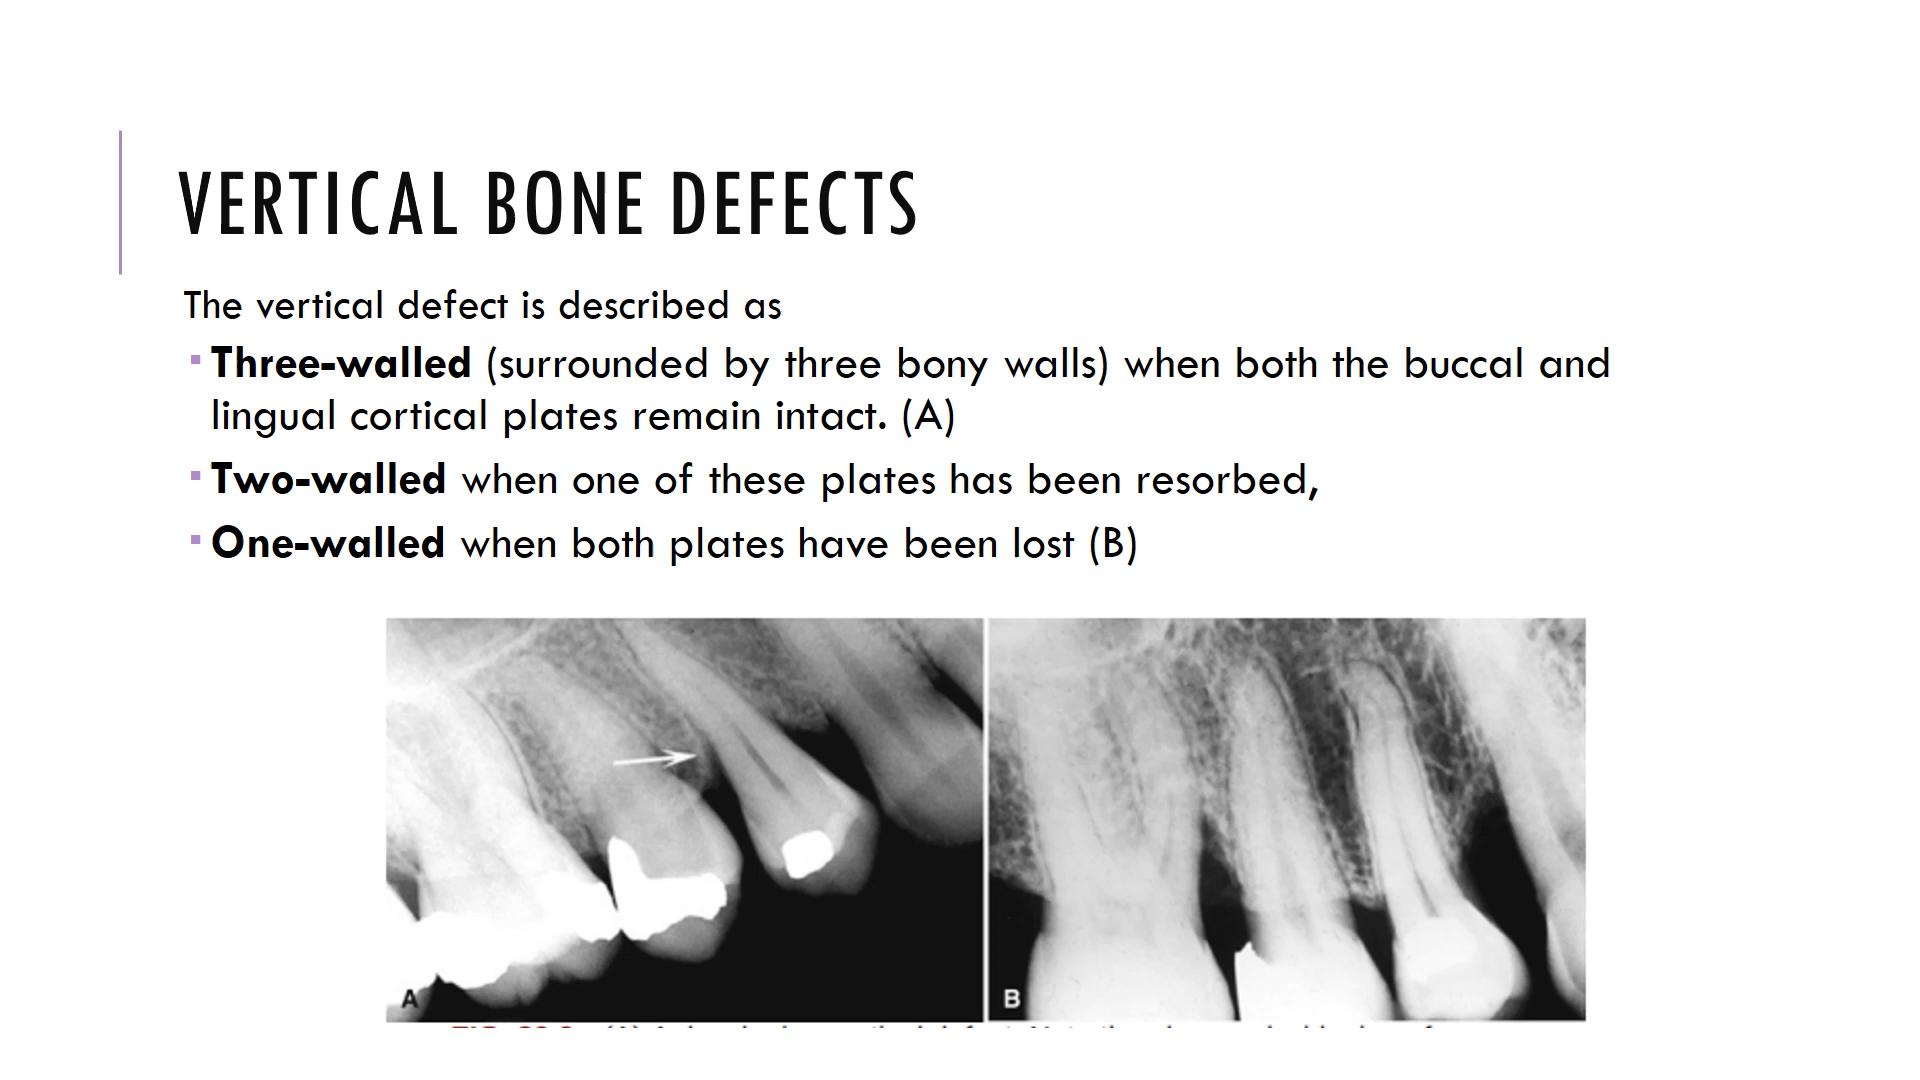 VERTICAL BONE DEFECTS
The vertical defect is described as
Three-walled (surrounded by three bony walls) when both the buccal and
lingual cortical plates remain intact. (A)
Two-walled when one of these plates has been resorbed,
One-walled when both plates have been lost (B)
A
B